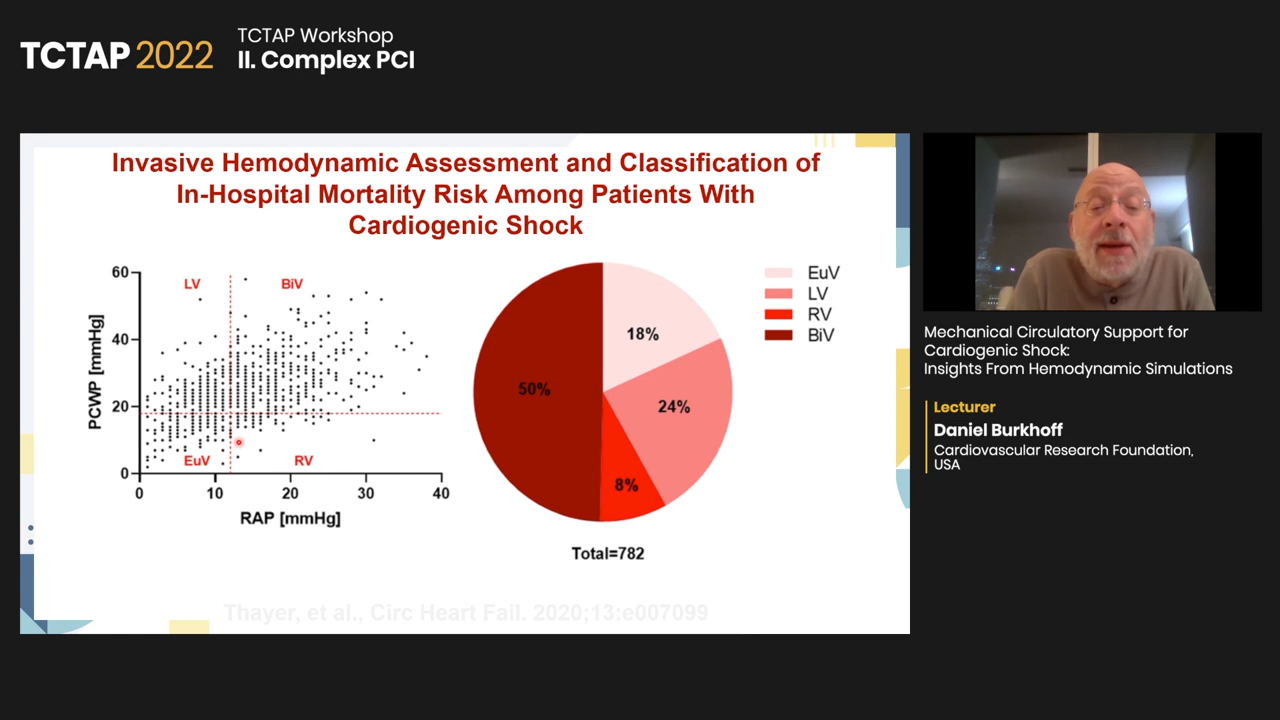 TCTAP 2022
TCTAP Workshop
II. Complex PCI
Invasive Hemodynamic Assessment and Classification of
In-Hospital Mortality Risk Among Patients With
Cardiogenic Shock
60
40
20
0
PCWP [mmHg]
LV
BiV
EuV
RV
0
10
20
30
40
RAP [mmHg]
18%
24%
8%
50%
Total=782
EuV
LV
RV
BiV
Thayer, et al., Circ Heart Fail. 2020;13:e007099
Mechanical Circulatory Support for
Cardiogenic Shock:
Insights From Hemodynamic Simulations
Lecturer
Daniel Burkhoff
Cardiovascular Research Foundation,
USA